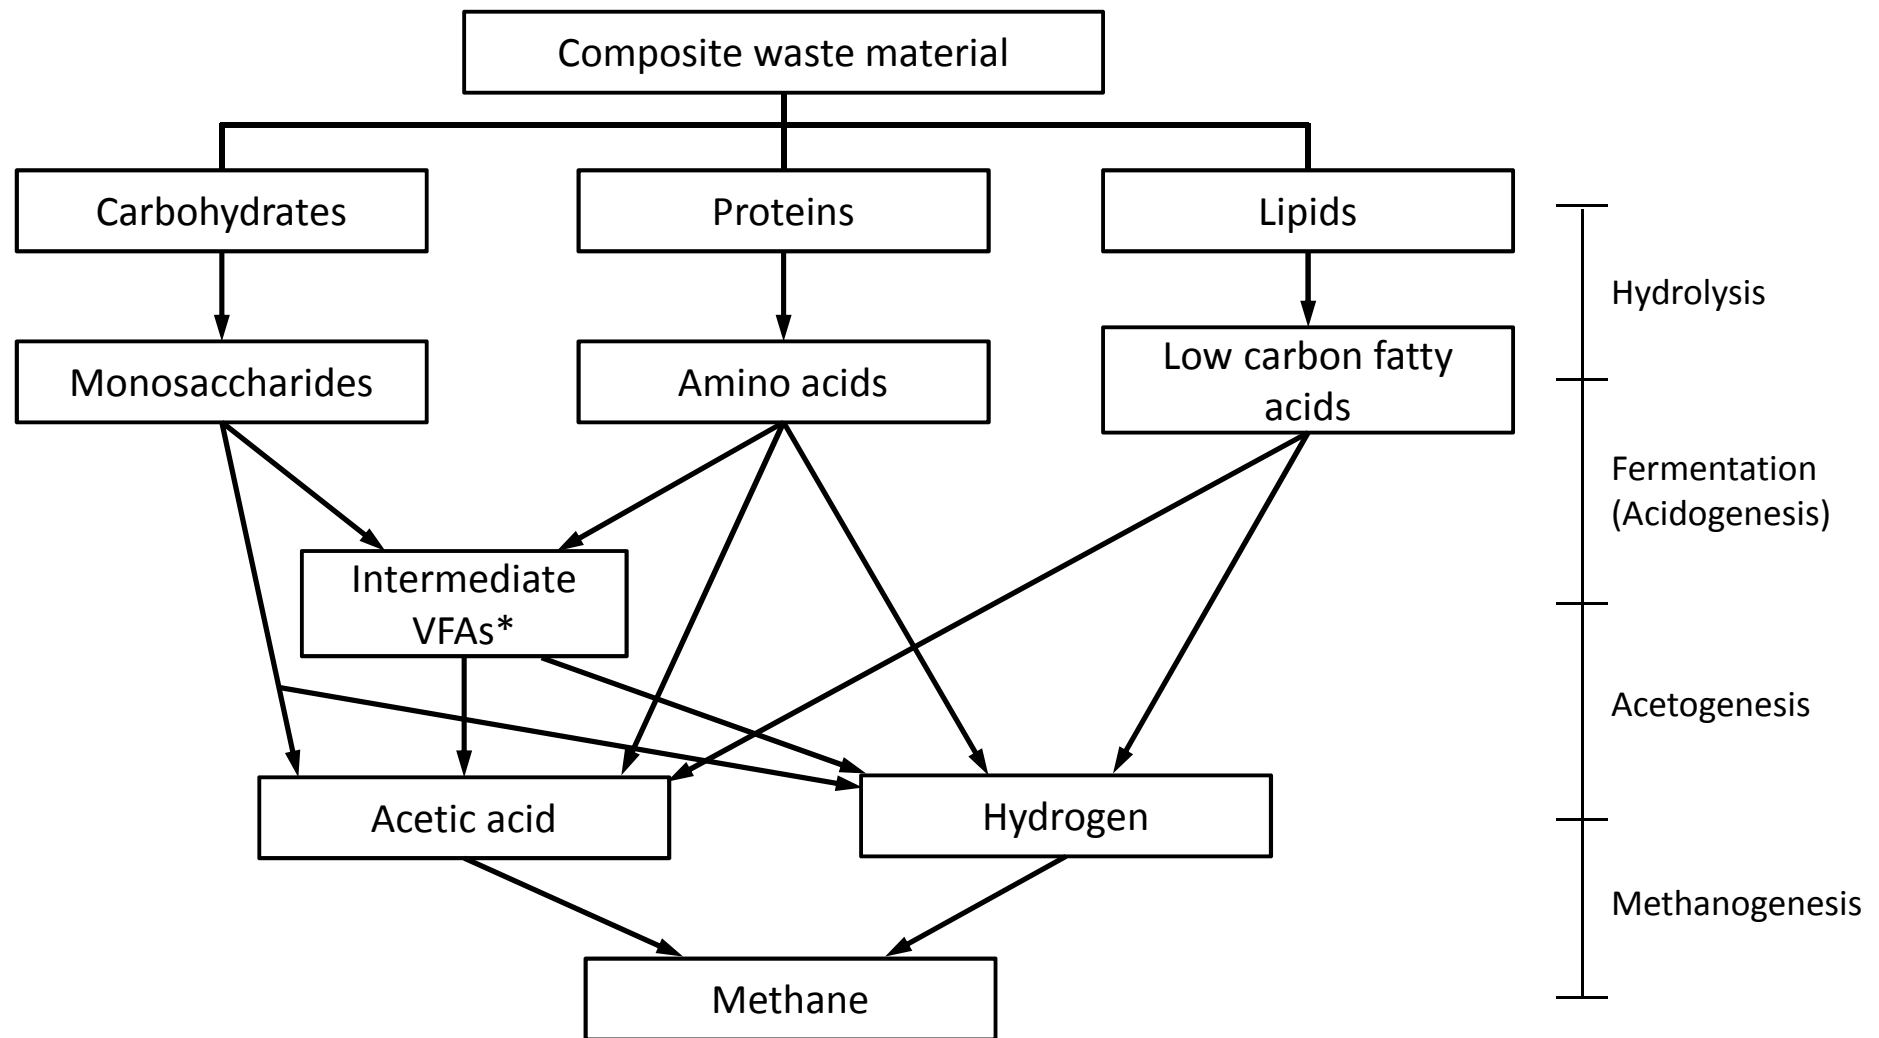 Composite waste material
Carbohydrates
Proteins
Lipids
Hydrolysis
Monosaccharides
Amino acids
Low carbon fatty
acids
Fermentation
(Acidogenesis)
Intermediate
VFAs*
Acetogenesis
Acetic acid
Hydrogen
Methanogenesis
Methane